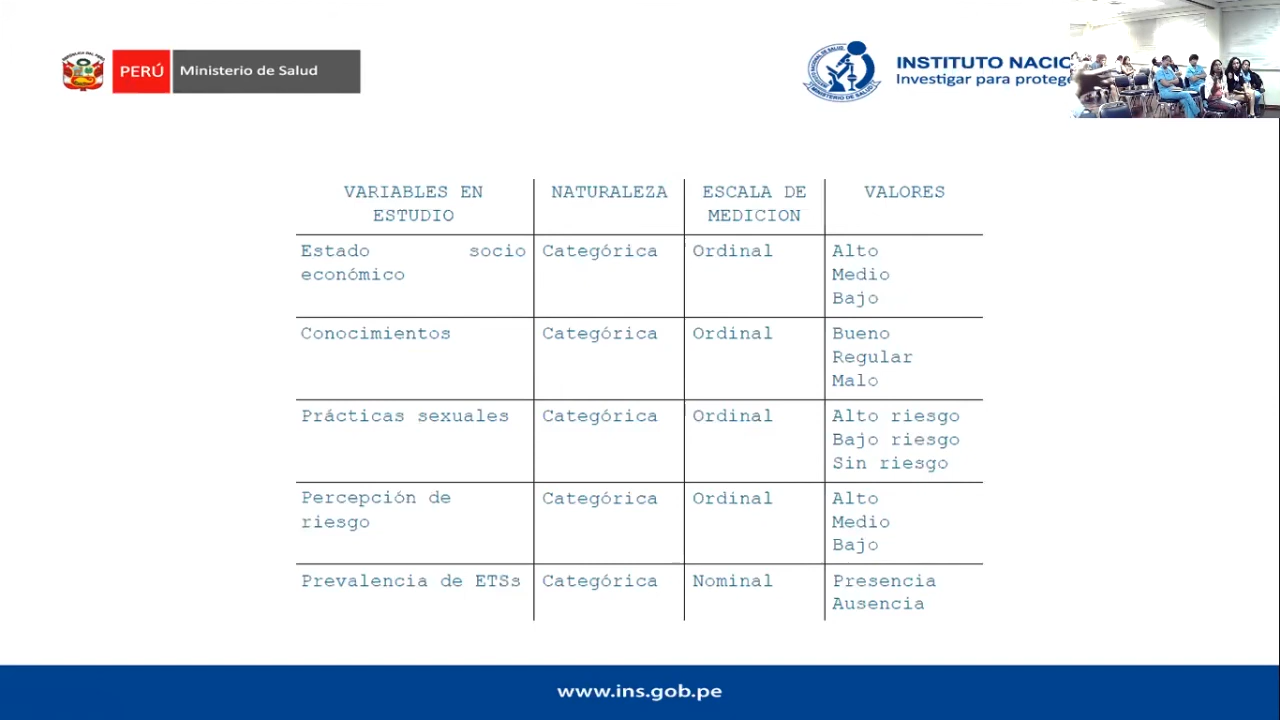 PERÚ Ministerio de Salud
INSTITUTO NACIO
Investigar para protege
VARIABLES EN ESTUDIO NATURALEZA ESCALA DE MEDICION VALORES
Estado socio económico Categórica Ordinal Alto
Medio
Bajo
Conocimientos Categórica Ordinal Bueno
Regular
Malo
Prácticas sexuales Categórica Ordinal Alto riesgo
Bajo riesgo
Sin riesgo
Percepción de riesgo Categórica Ordinal Alto
Medio
Bajo
Prevalencia de ETSs Categórica Nominal Presencia
Ausencia
www.ins.gob.pe